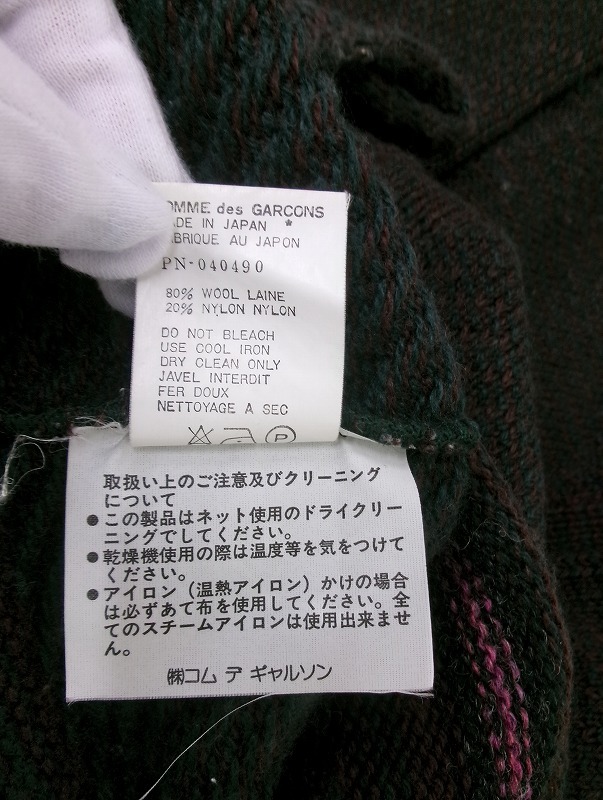 OMME des GARCONS
ADE IN JAPAN *
ABRIQUE AU JAPON
PN-040490
80% WOOL LAINE
20% NYLON NYLON
DO NOT BLEACH
USE COOL IRON
DRY CLEAN ONLY
JAVEL INTERDIT
FER DOUX
NETTOYAGE A SEC
P
取扱い上のご注意及びクリーニング
について
●この製品はネット使用のドライクリー
ニングでしてください。
●乾燥機使用の際は温度等を気をつけて
ください。
●アイロン（温熱アイロン）かけの場合
は必ずあて布を使用してください。全
てのスチームアイロンは使用出来ませ
ん。
㈱コム デ ギャルソン